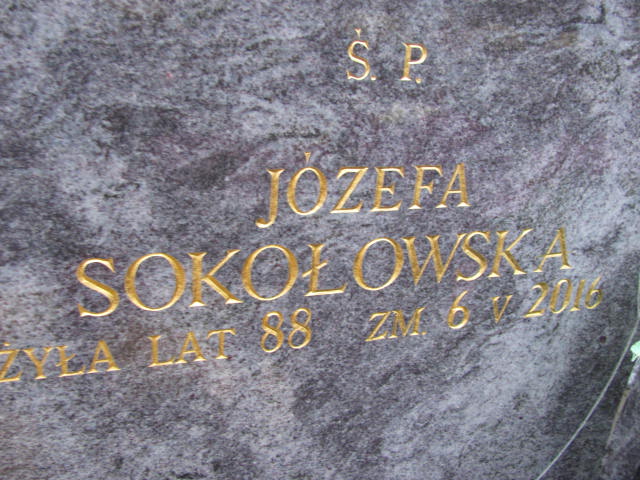 Ś. P.
JÓZEFA
SOKOŁOWSKA
ŻYŁA LAT 88 ZM. 6 V 2016